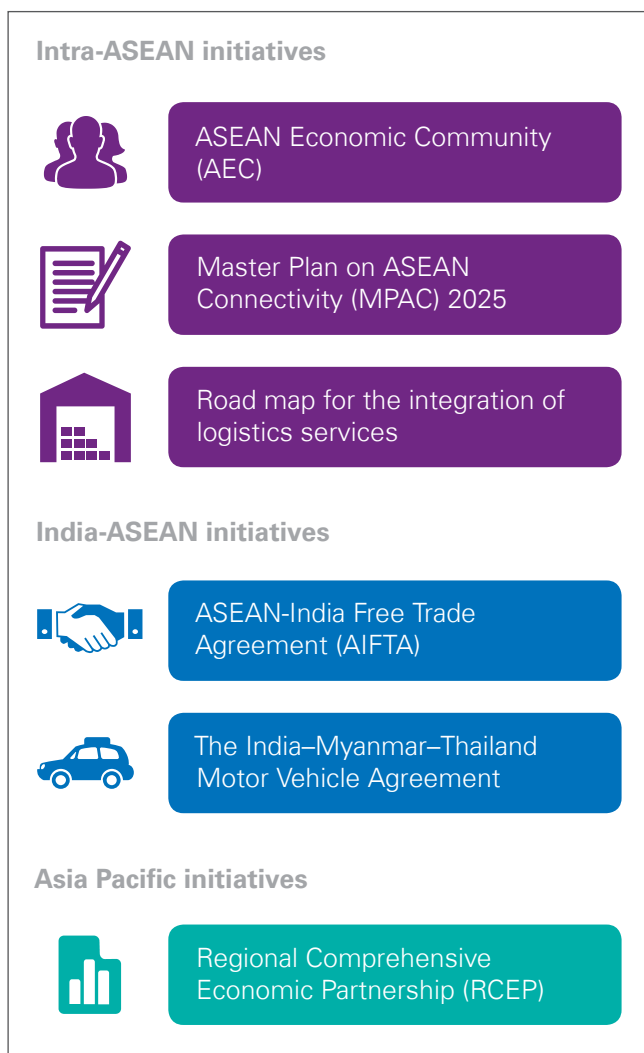 Intra-ASEAN initiatives
ASEAN Economic Community
(AEC)
Master Plan on ASEAN
Connectivity (MPAC) 2025
Road map for the integration of
logistics services
India-ASEAN initiatives
ASEAN-India Free Trade
Agreement (AIFTA)
The India–Myanmar–Thailand
Motor Vehicle Agreement
Asia Pacific initiatives
Regional Comprehensive
Economic Partnership (RCEP)